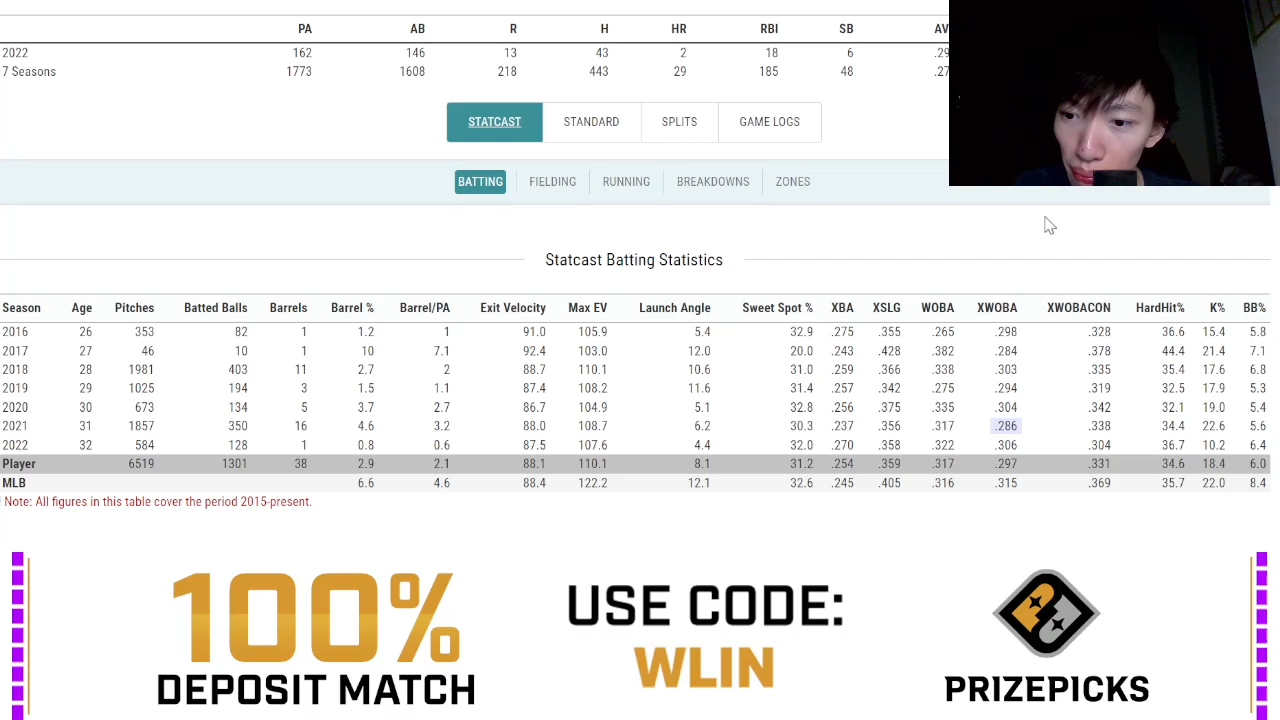 PA AB R H HR RBI SB AV
2022 162 146 13 43 2 18 6 .29
7 Seasons 1773 1608 218 443 29 185 48 .27
STATCAST STANDARD SPLITS GAME LOGS
BATTING FIELDING RUNNING BREAKDOWNS ZONES
Statcast Batting Statistics
Season Age Pitches Batted Balls Barrels Barrel % Barrel/PA Exit Velocity Max EV Launch Angle Sweet Spot % XBA XSLG WOBA XWOBA XWOBACON HardHit% K% BB%
2016 26 353 82 1 1.2 1 91.0 105.9 5.4 32.9 .275 .355 .265 .298 .328 36.6 15.4 5.8
2017 27 46 10 1 10 7.1 92.4 103.0 12.0 20.0 .243 .428 .382 .284 .378 44.4 21.4 7.1
2018 28 1981 403 11 2.7 2 88.7 110.1 10.6 31.0 .259 .366 .338 .303 .335 35.4 17.6 6.8
2019 29 1025 194 3 1.5 1.1 87.4 108.2 11.6 31.4 .257 .342 .275 .294 .319 32.5 17.9 5.3
2020 30 673 134 5 3.7 2.7 86.7 104.9 5.1 32.8 .256 .375 .335 .304 .342 32.1 19.0 5.4
2021 31 1857 350 16 4.6 3.2 88.0 108.7 6.2 30.3 .237 .356 .317 .286 .338 34.4 22.6 5.6
2022 32 584 128 1 0.8 0.6 87.5 107.6 4.4 32.0 .270 .358 .322 .306 .304 36.7 10.2 6.4
Player 6519 1301 38 2.9 2.1 88.1 110.1 8.1 31.2 .254 .359 .317 .297 .331 34.6 18.4 6.0
MLB 6.6 4.6 88.4 122.2 12.1 32.6 .245 .405 .316 .315 .369 35.7 22.0 8.4
Note: All figures in this table cover the period 2015-present.
100%
DEPOSIT MATCH
USE CODE:
WLIN
PRIZEPICKS